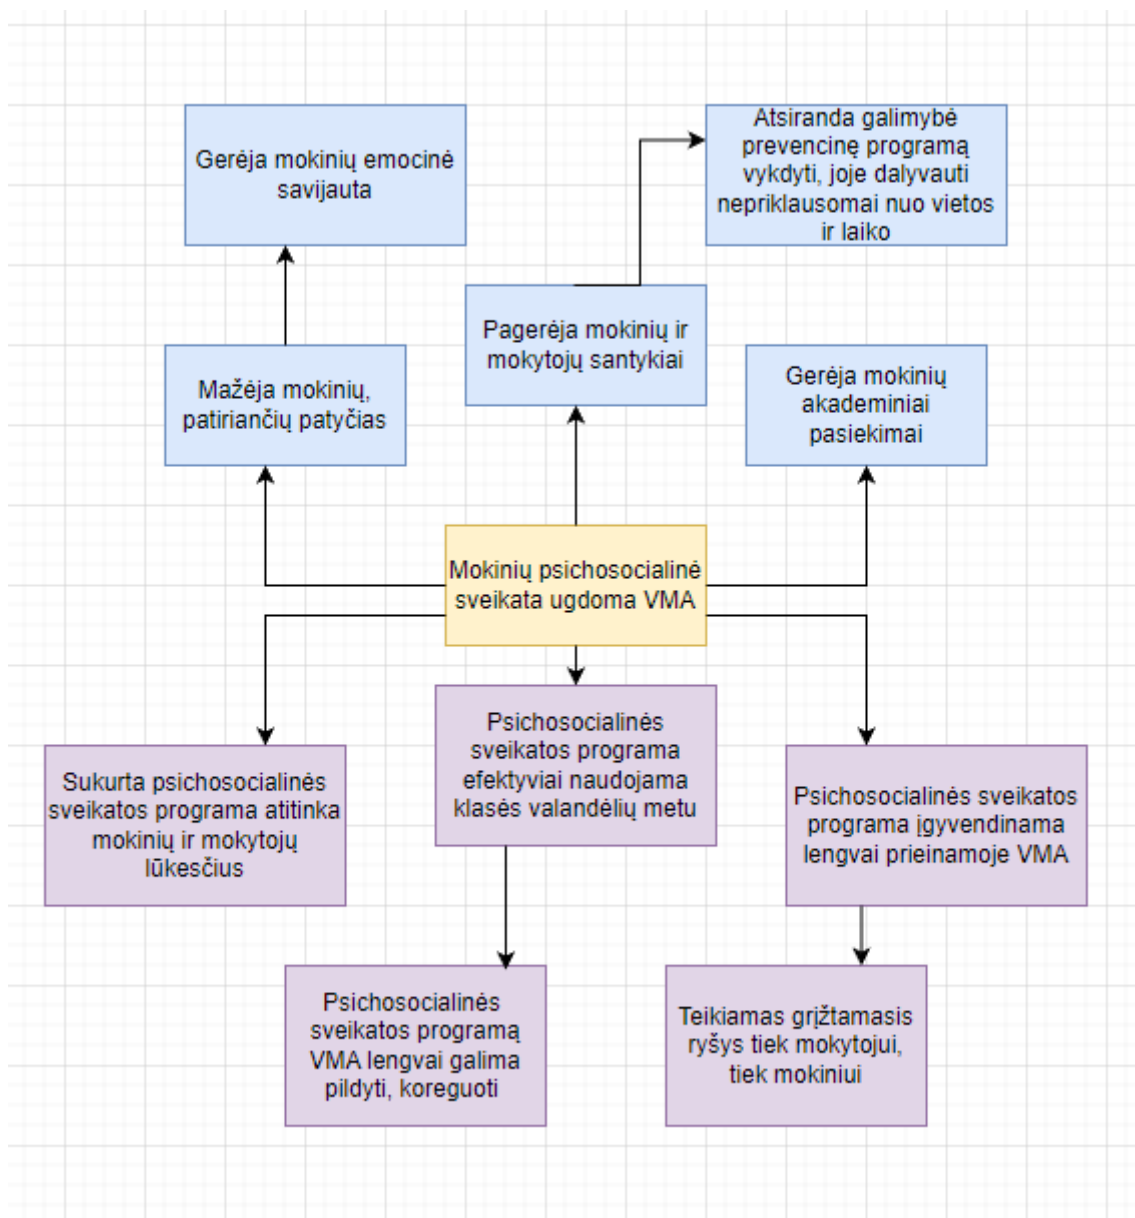 Gerėja mokinių emocinė
savijauta
Atsiranda galimybė
prevencinę programą
vykdyti, joje dalyvauti
nepriklausomai nuo vietos
ir laiko
Pagerėja mokinių ir
mokytojų santykiai
Mažėja mokinių,
patiriančių patyčias
Gerėja mokinių
akademiniai
pasiekimai
Mokinių psichosocialinė
sveikata ugdoma VMA
Sukurta psichosocialinės
sveikatos programa atitinka
mokinių ir mokytojų
lūkesčius
Psichosocialinės
sveikatos programa
efektyviai naudojama
klasės valandėlių metu
Psichosocialinės sveikatos
programa įgyvendinama
lengvai prieinamoje VMA
Psichosocialinės
sveikatos programą
VMA lengvai galima
pildyti, koreguoti
Teikiamas grįžtamasis
ryšys tiek mokytojui,
tiek mokiniui